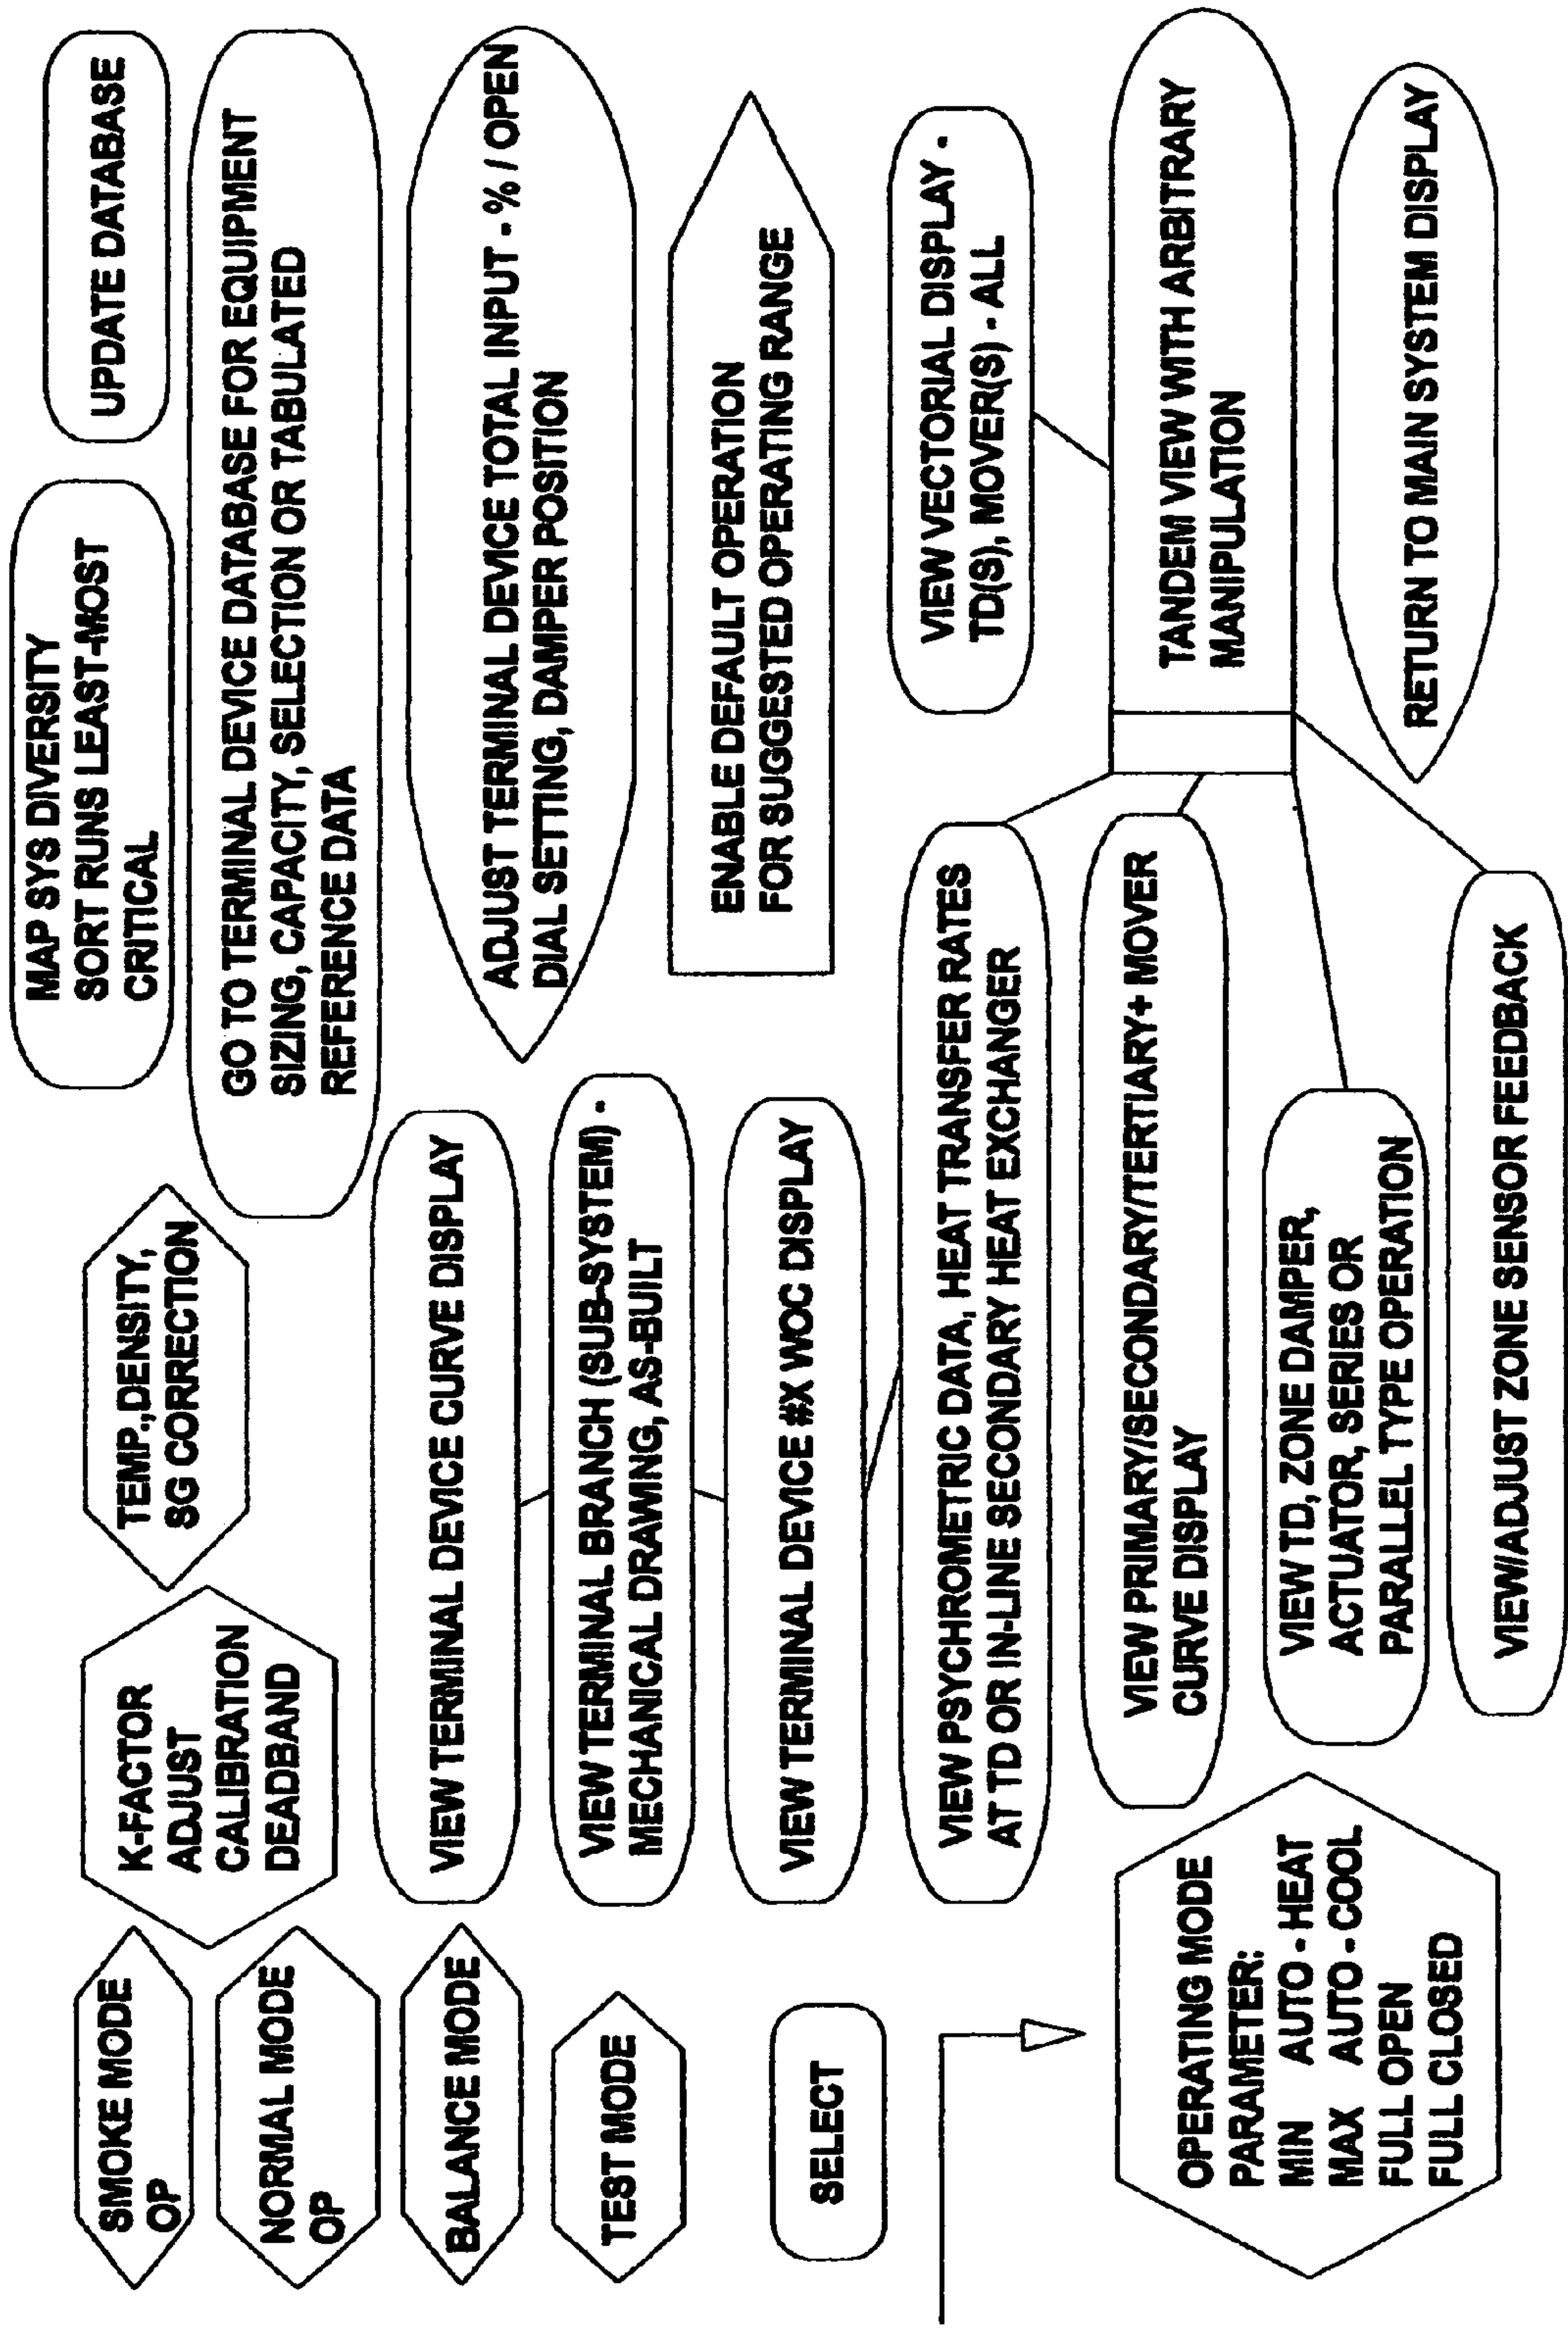 SMOKE MODE
OP
NORMAL MODE
OP
BALANCE MODE
TEST MODE
SELECT
OPERATING MODE
PARAMETER:
MIN AUTO - HEAT
MAX AUTO - COOL
FULL OPEN
FULL CLOSED
K-FACTOR
ADJUST
CALIBRATION
DEADBAND
TEMP.,DENSITY,
SG CORRECTION
VIEW TERMINAL DEVICE CURVE DISPLAY
VIEW TERMINAL BRANCH (SUB-SYSTEM) -
MECHANICAL DRAWING, AS-BUILT
VIEW TERMINAL DEVICE #X WOC DISPLAY
VIEW PSYCHROMETRIC DATA, HEAT TRANSFER RATES
AT TD OR IN-LINE SECONDARY HEAT EXCHANGER
VIEW PRIMARY/SECONDARY/TERTIARY+ MOVER
CURVE DISPLAY
VIEW TD, ZONE DAMPER,
ACTUATOR, SERIES OR
PARALLEL TYPE OPERATION
VIEW/ADJUST ZONE SENSOR FEEDBACK
MAP SYS DIVERSITY
SORT RUNS LEAST-MOST
CRITICAL
UPDATE DATABASE
GO TO TERMINAL DEVICE DATABASE FOR EQUIPMENT
SIZING, CAPACITY, SELECTION OR TABULATED
REFERENCE DATA
ADJUST TERMINAL DEVICE TOTAL INPUT - % / OPEN
DIAL SETTING, DAMPER POSITION
ENABLE DEFAULT OPERATION
FOR SUGGESTED OPERATING RANGE
VIEW VECTORIAL DISPLAY -
TD(S), MOVER(S) - ALL
TANDEM VIEW WITH ARBITRARY
MANIPULATION
RETURN TO MAIN SYSTEM DISPLAY